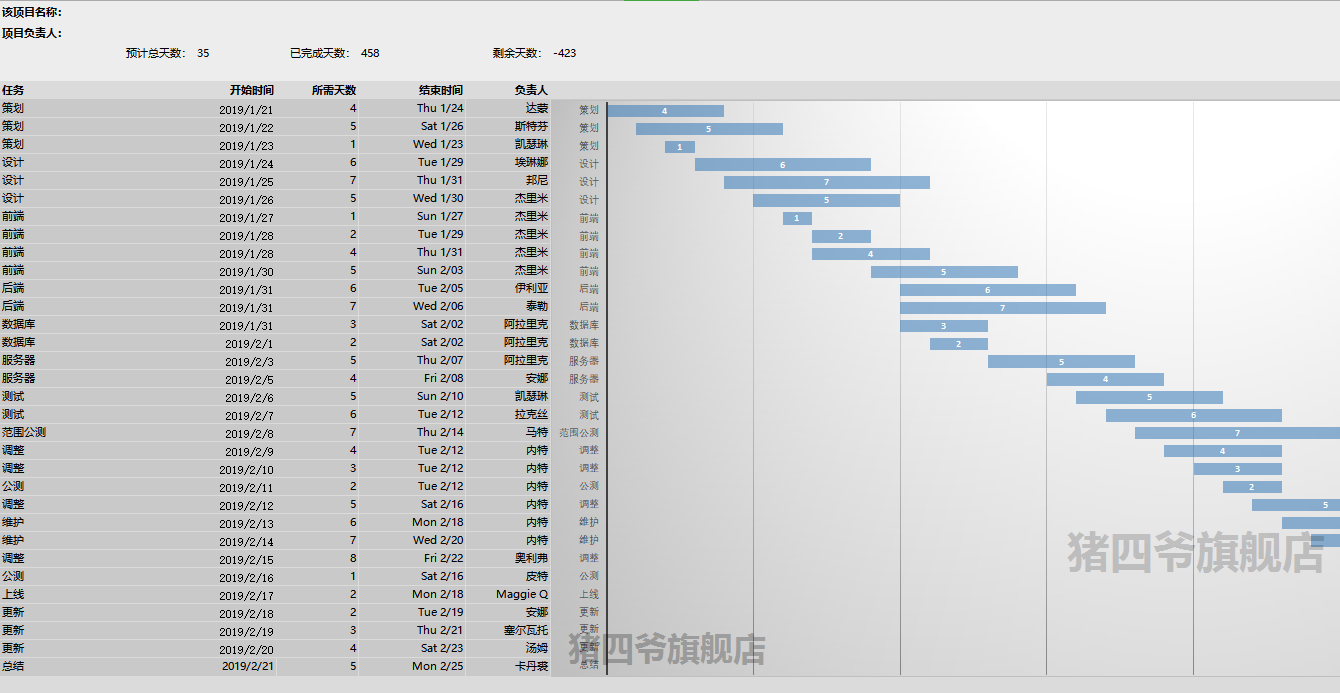 该项目名称:
项目负责人:
预计总天数: 35 已完成天数: 458 剩余天数: -423
任务 开始时间 所需天数 结束时间 负责人
策划 2019/1/21 4 Thu 1/24 达蒙 策划 4
策划 2019/1/22 5 Sat 1/26 斯特芬 策划 5
策划 2019/1/23 1 Wed 1/23 凯瑟琳 策划 1
设计 2019/1/24 6 Tue 1/29 埃琳娜 设计 6
设计 2019/1/25 7 Thu 1/31 邦尼 设计 7
设计 2019/1/26 5 Wed 1/30 杰里米 设计 5
前端 2019/1/27 1 Sun 1/27 杰里米 前端 1
前端 2019/1/28 2 Tue 1/29 杰里米 前端 2
前端 2019/1/28 4 Thu 1/31 杰里米 前端 4
前端 2019/1/30 5 Sun 2/03 杰里米 前端 5
后端 2019/1/31 6 Tue 2/05 伊利亚 后端 6
后端 2019/1/31 7 Wed 2/06 泰勒 后端 7
数据库 2019/1/31 3 Sat 2/02 阿拉里克 数据库 3
数据库 2019/2/1 2 Sat 2/02 阿拉里克 数据库 2
服务器 2019/2/3 5 Thu 2/07 阿拉里克 服务器 5
服务器 2019/2/5 4 Fri 2/08 安娜 服务器 4
测试 2019/2/6 5 Sun 2/10 凯瑟琳 测试 5
测试 2019/2/7 6 Tue 2/12 拉克丝 测试 6
范围公测 2019/2/8 7 Thu 2/14 马特 范围公测 7
调整 2019/2/9 4 Tue 2/12 内特 调整 4
调整 2019/2/10 3 Tue 2/12 内特 调整 3
公测 2019/2/11 2 Tue 2/12 内特 公测 2
调整 2019/2/12 5 Sat 2/16 内特 调整 5
维护 2019/2/13 6 Mon 2/18 内特 维护
维护 2019/2/14 7 Wed 2/20 内特 维护
调整 2019/2/15 8 Fri 2/22 奥利弗 调整
公测 2019/2/16 1 Sat 2/16 皮特 公测
上线 2019/2/17 2 Mon 2/18 Maggie Q 上线
更新 2019/2/18 2 Tue 2/19 安娜 更新
更新 2019/2/19 3 Thu 2/21 塞尔瓦托 更新
更新 2019/2/20 4 Sat 2/23 汤姆 更新
总结 2019/2/21 5 Mon 2/25 卡丹裘 总结
猪四爷旗舰店
猪四爷旗舰店